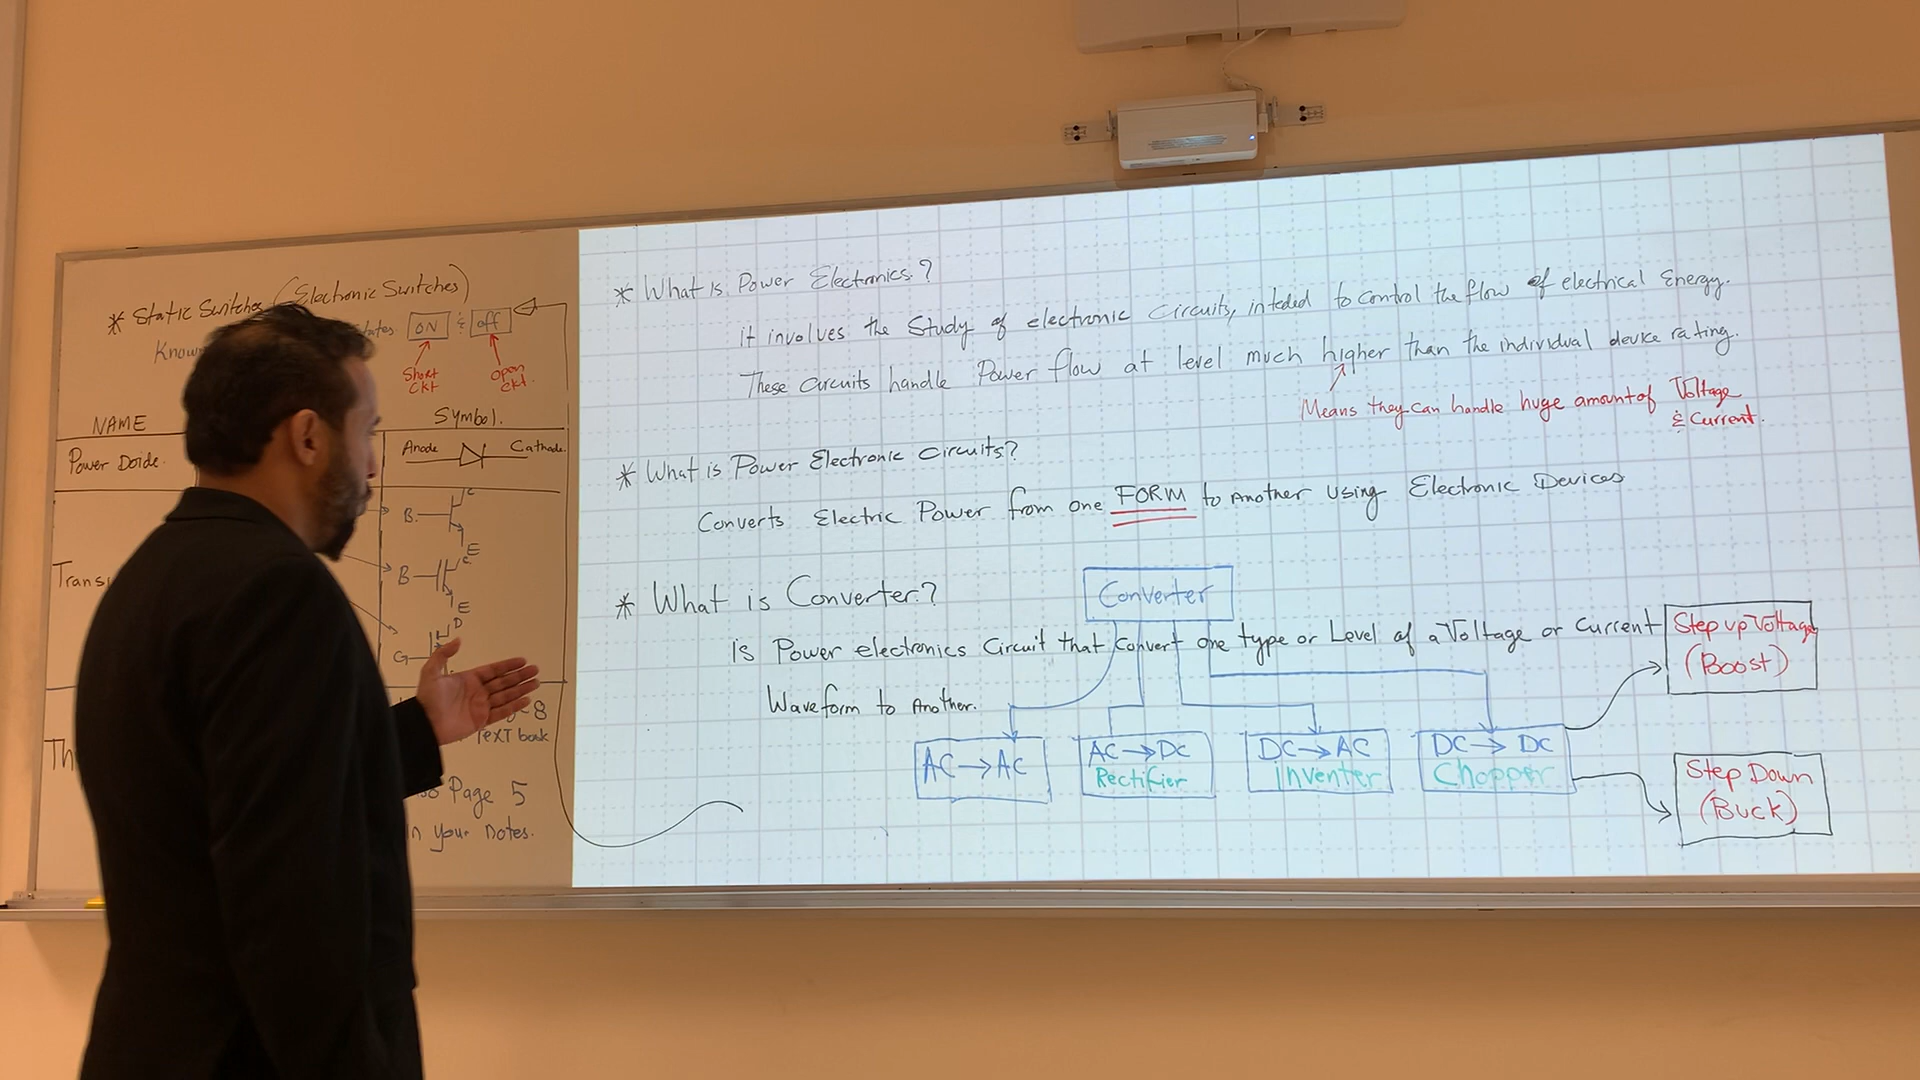 * Static Switches (Electronic Switches)
ON & off
Short Ckt
Open Ckt.
NAME
Symbol.
Power Doide.
Anode
Cathode.
B.
C
E
B
C
E
G
D
8
Text book
Page 5
n your notes.
* What is Power Electronics.?
it involves the Study of electronic Circuits, inteded to control the flow of electrical Energy.
These circuits handle Power flow at level much higher than the individual device rating.
Means they can handle huge amount of Voltage
& Current.
* What is Power Electronic Circuits?
Converts Electric Power from one FORM to Another Using Electronic Devices
* What is Converter?
Converter
is Power electronics Circuit that Convert one type or Level of a Voltage or Current
Waveform to Another.
Step up Voltage
(Boost)
AC → AC
AC → DC
Rectifier
DC → AC
inventer
DC → DC
Chopper
Step Down
(Buck)